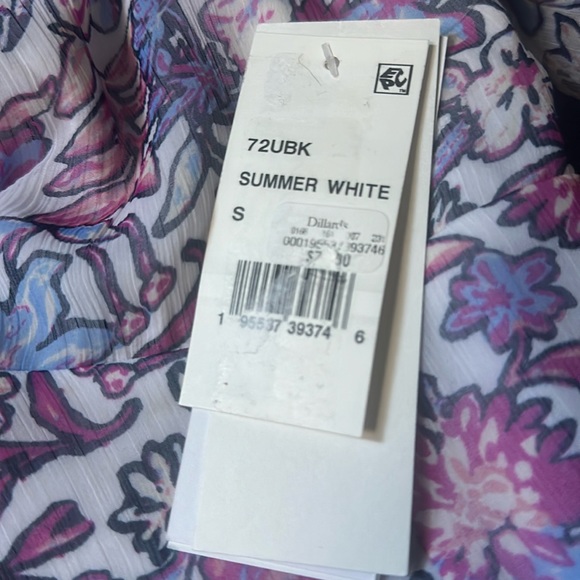 72UBK
SUMMER WHITE
S
Dillard's
1 95537 39374 6